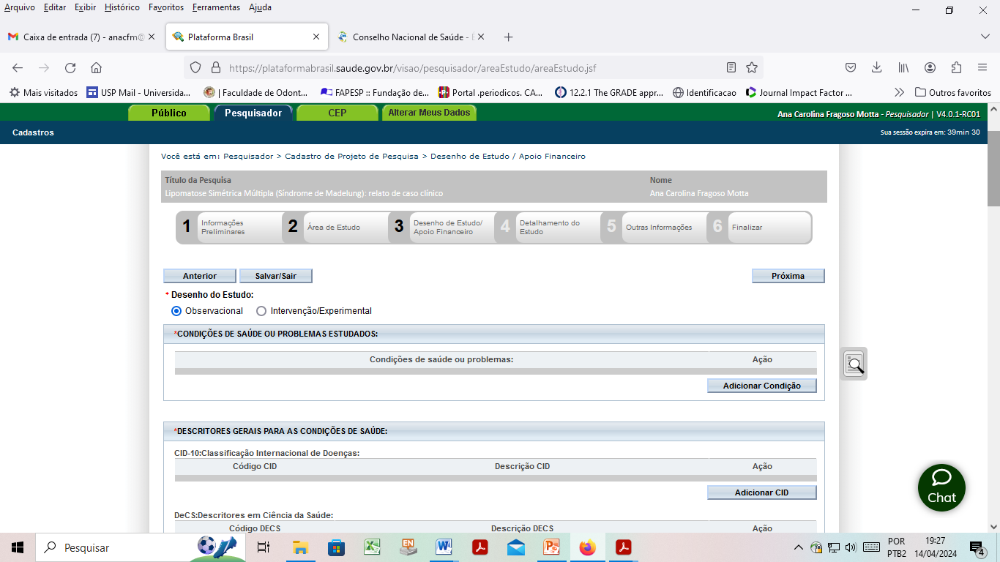 Arquivo Editar Exibir Histórico Favoritos Ferramentas Ajuda
Caixa de entrada (7) - anacfm@
Plataforma Brasil
Conselho Nacional de Saúde -
https://plataformabrasil.saude.gov.br/visao/pesquisador/areaEstudo/areaEstudo.jsf
Mais visitados USP Mail - Universida... | Faculdade de Odont... FAPESP :: Fundação de... Portal .periodicos. CA... 12.2.1 The GRADE appr... Identificacao Journal Impact Factor ... Outros favoritos
Público Pesquisador CEP Alterar Meus Dados
Ana Carolina Fragoso Motta - Pesquisador | V4.0.1-RC01
Cadastros
Sua sessão expira em: 39min 30
Você está em: Pesquisador > Cadastro de Projeto de Pesquisa > Desenho de Estudo / Apoio Financeiro
Título da Pesquisa Nome
Lipomatose Simétrica Múltipla (Síndrome de Madelung): relato de caso clínico Ana Carolina Fragoso Motta
1 Informações Preliminares
2 Área de Estudo
3 Desenho de Estudo/ Apoio Financeiro
4 Detalhamento do Estudo
5 Outras Informações
6 Finalizar
Anterior Salvar/Sair Próxima
* Desenho do Estudo:
Observacional Intervenção/Experimental
*CONDIÇÕES DE SAÚDE OU PROBLEMAS ESTUDADOS:
Condições de saúde ou problemas: Ação
Adicionar Condição
*DESCRITORES GERAIS PARA AS CONDIÇÕES DE SAÚDE:
CID-10:Classificação Internacional de Doenças:
Código CID Descrição CID Ação
Adicionar CID
Chat
DeCS:Descritores em Ciência da Saúde:
Código DECS Descrição DECS Ação
Pesquisar
EN
POR
PTB2
19:27
14/04/2024
4